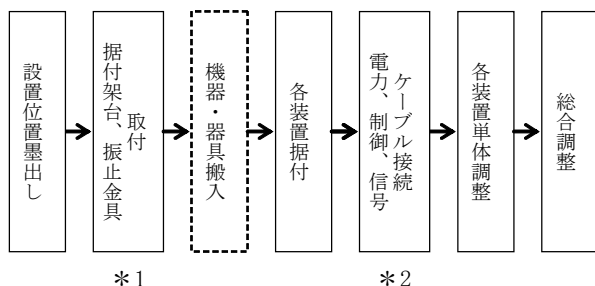 設置位置墨出し
据付架台、振止金具
取付
機器・器具搬入
各装置据付
電力、制御、信号
ケーブル接続
各装置単体調整
総合調整
*1
*2